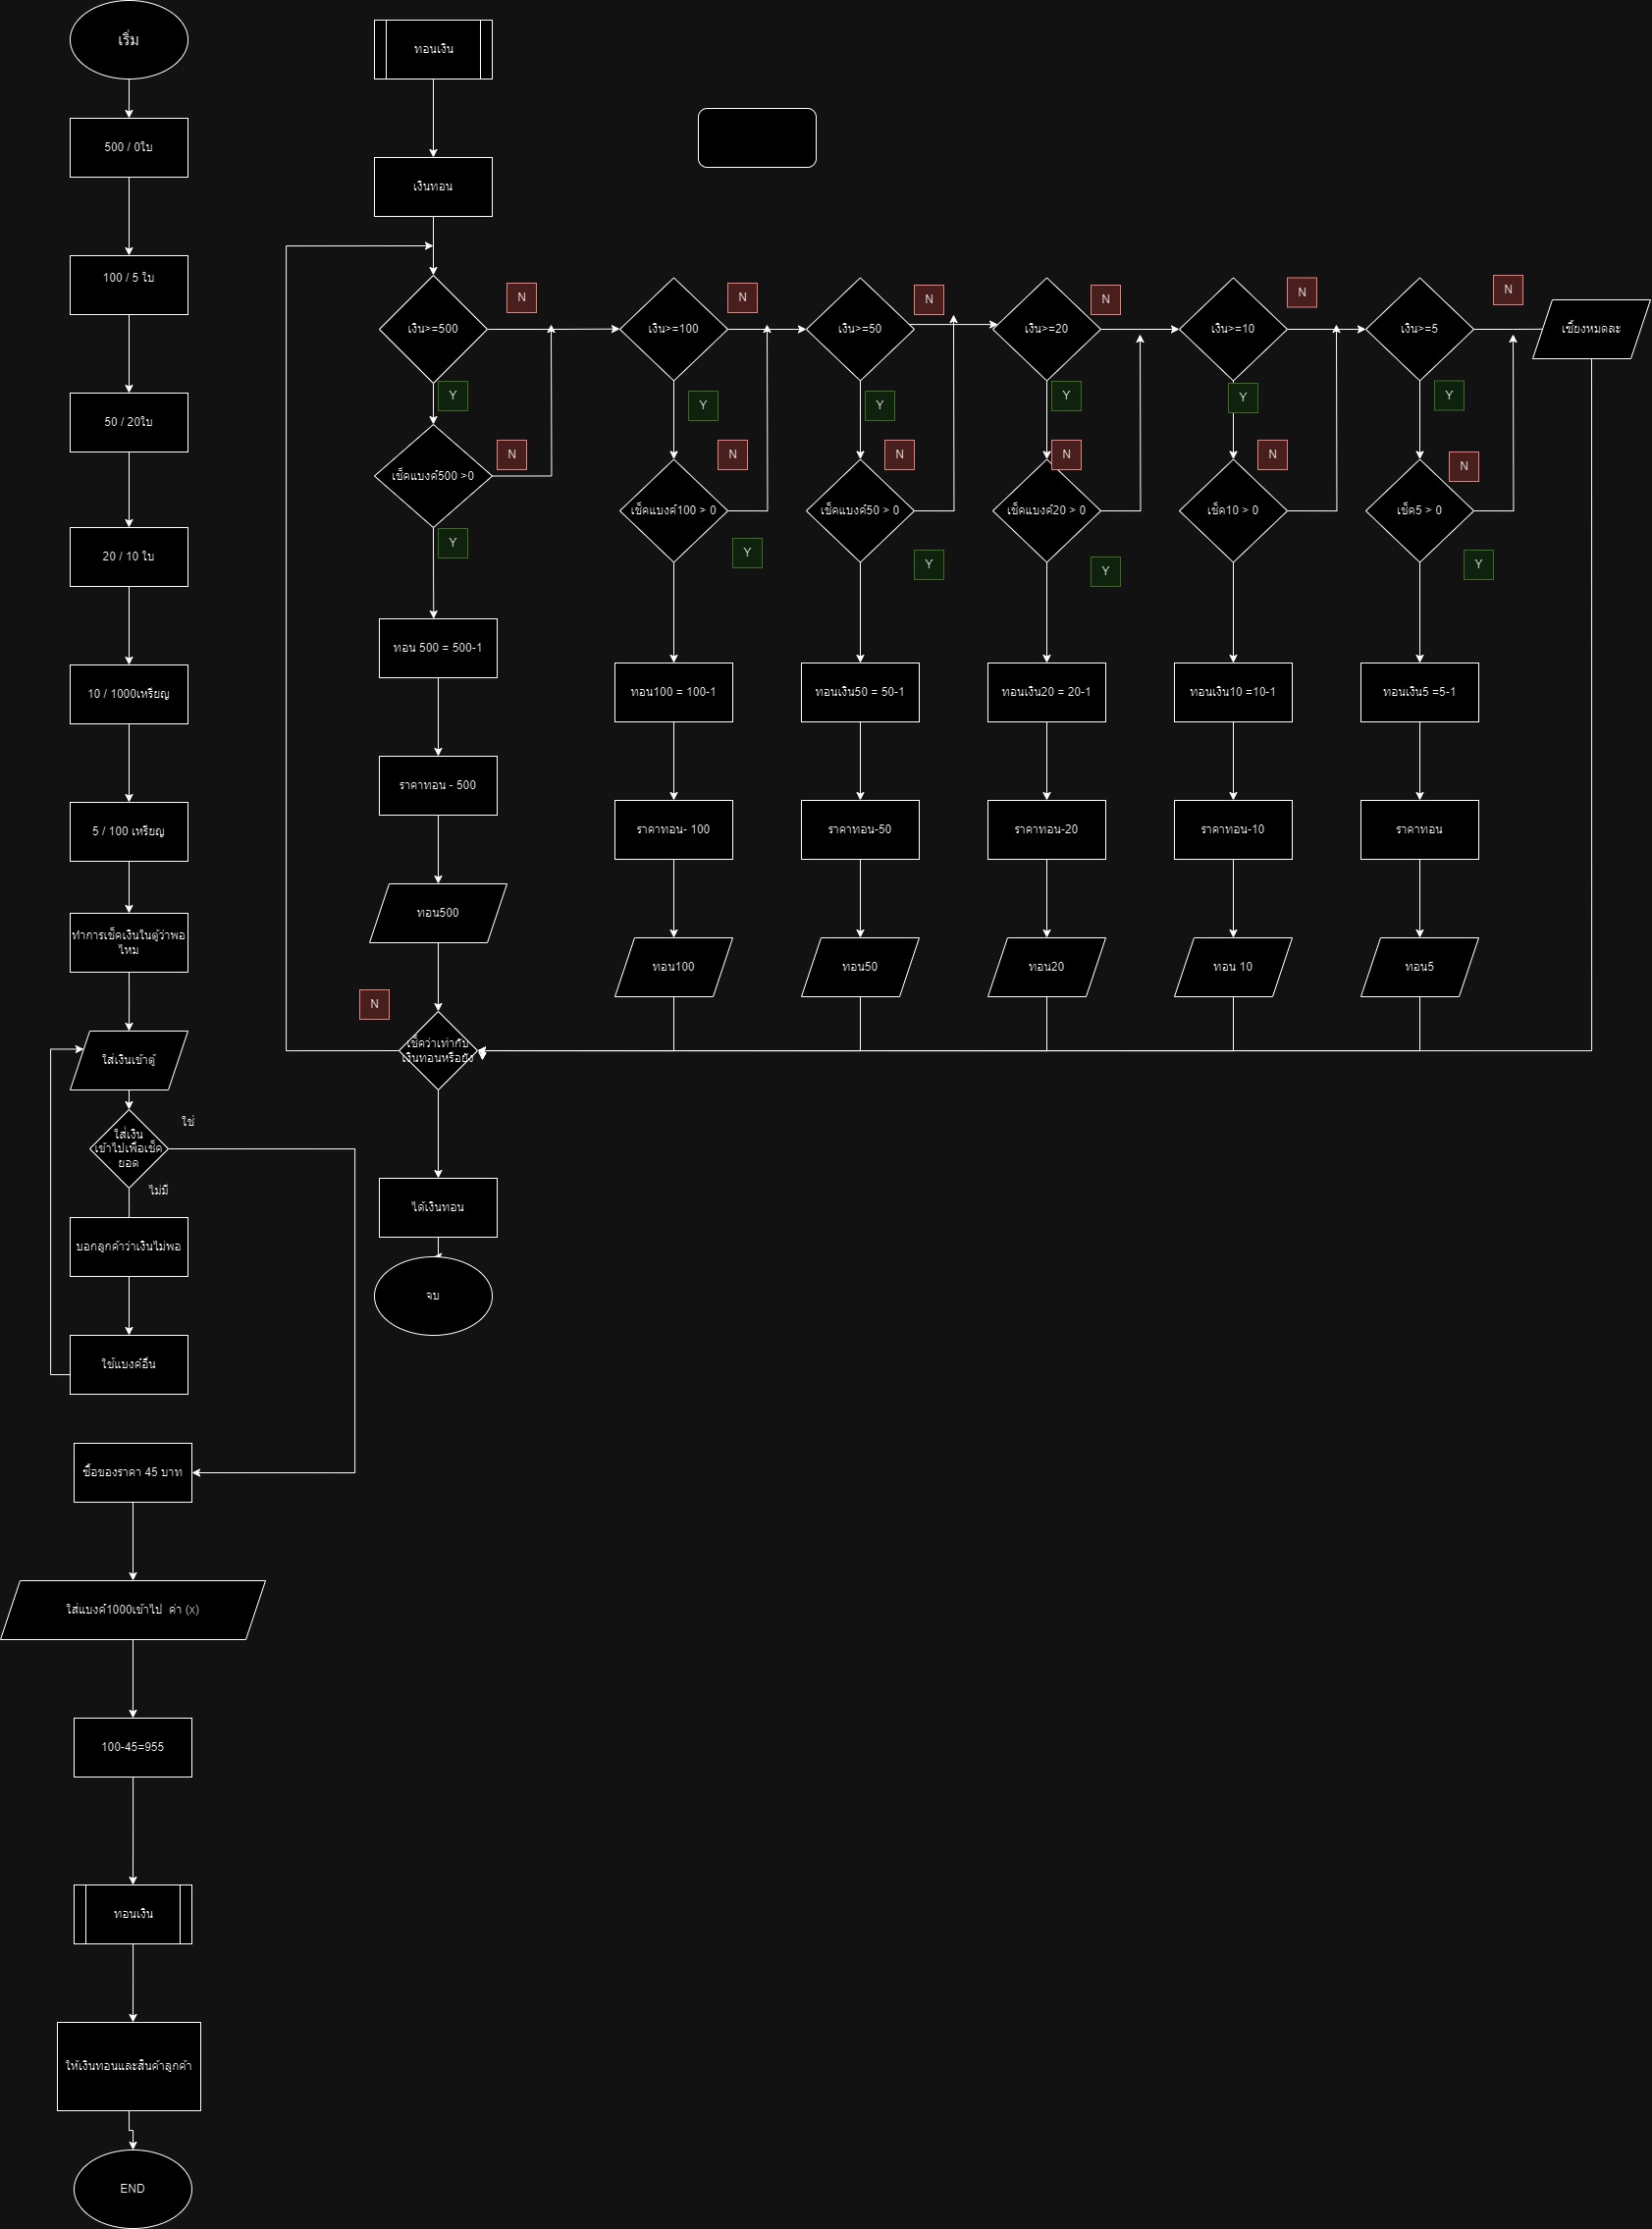 เริ่ม
500 / 0ใบ
100 / 5 ใบ
50 / 20ใบ
20 / 10 ใบ
10 / 1000เหรียญ
5 / 100 เหรียญ
ทำการเช็คเงินในตู้ว่าพอ
ไหม
ใส่เงินเข้าตู้
ใส่เงิน
เข้าไปเพื่อเช็ค
ยอด
ใช่
ไม่มี
บอกลูกค้าว่าเงินไม่พอ
ใช้แบงค์อื่น
ซื้อของราคา 45 บาท
ใส่แบงค์1000เข้าไป ค่า (x)
100-45=955
ทอนเงิน
ให้เงินทอนและสินค้าลูกค้า
END
ทอนเงิน
เงินทอน
เงิน>=500
N
Y
เช็คแบงค์500 >0
N
Y
ทอน 500 = 500-1
ราคาทอน - 500
ทอน500
N
เช็คว่าเท่ากับ
เงินทอนหรือยัง
ได้เงินทอน
จบ
เงิน>=100
N
Y
เช็คแบงค์100 > 0
N
Y
ทอน100 = 100-1
ราคาทอน- 100
ทอน100
เงิน>=50
N
Y
เช็คแบงค์50 > 0
N
Y
ทอนเงิน50 = 50-1
ราคาทอน-50
ทอน50
เงิน>=20
N
Y
เช็คแบงค์20 > 0
N
Y
ทอนเงิน20 = 20-1
ราคาทอน-20
ทอน20
เงิน>=10
N
Y
เช็ค10 > 0
N
Y
ทอนเงิน10 =10-1
ราคาทอน-10
ทอน 10
เงิน>=5
N
Y
เช็ค5 > 0
N
Y
ทอนเงิน5 =5-1
ราคาทอน
ทอน5
เชี้ยงหมดละ